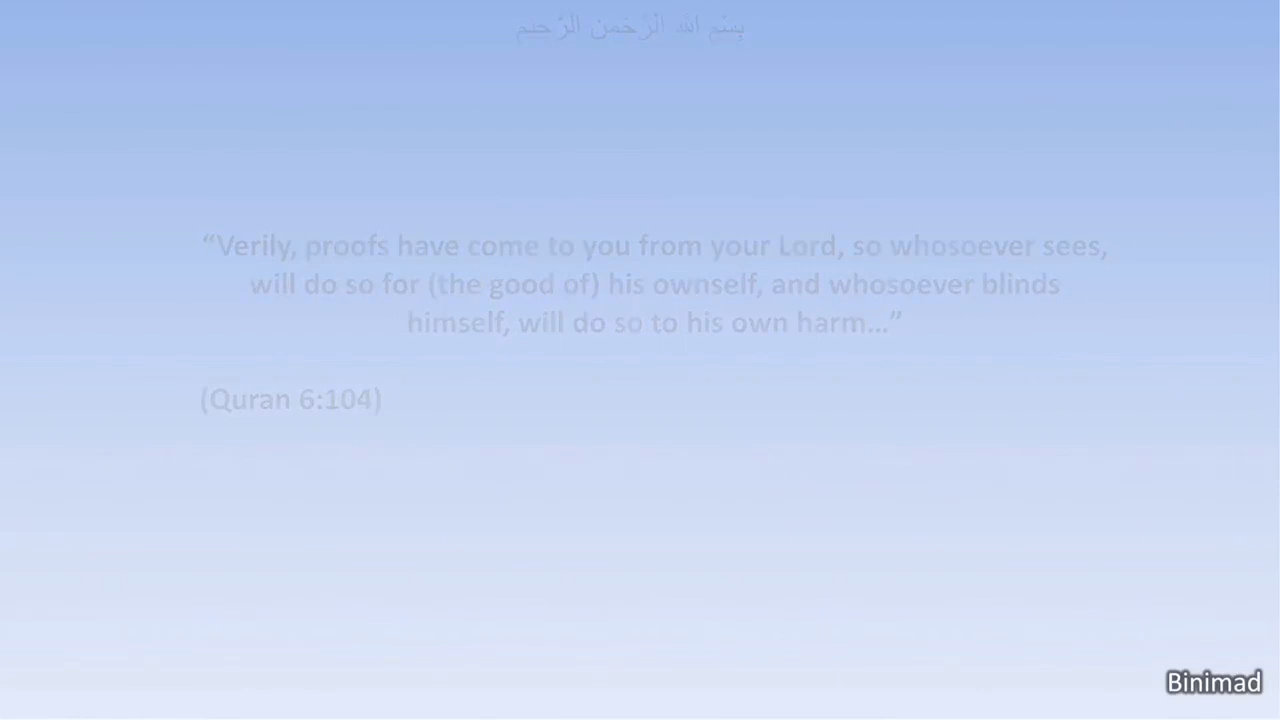 بِسْمِ اللهِ الرَّحْمنِ الرَّحِيمِ
“Verily, proofs have come to you from your Lord, so whosoever sees,
will do so for (the good of) his ownself, and whosoever blinds
himself, will do so to his own harm…”
(Quran 6:104)
Binimad